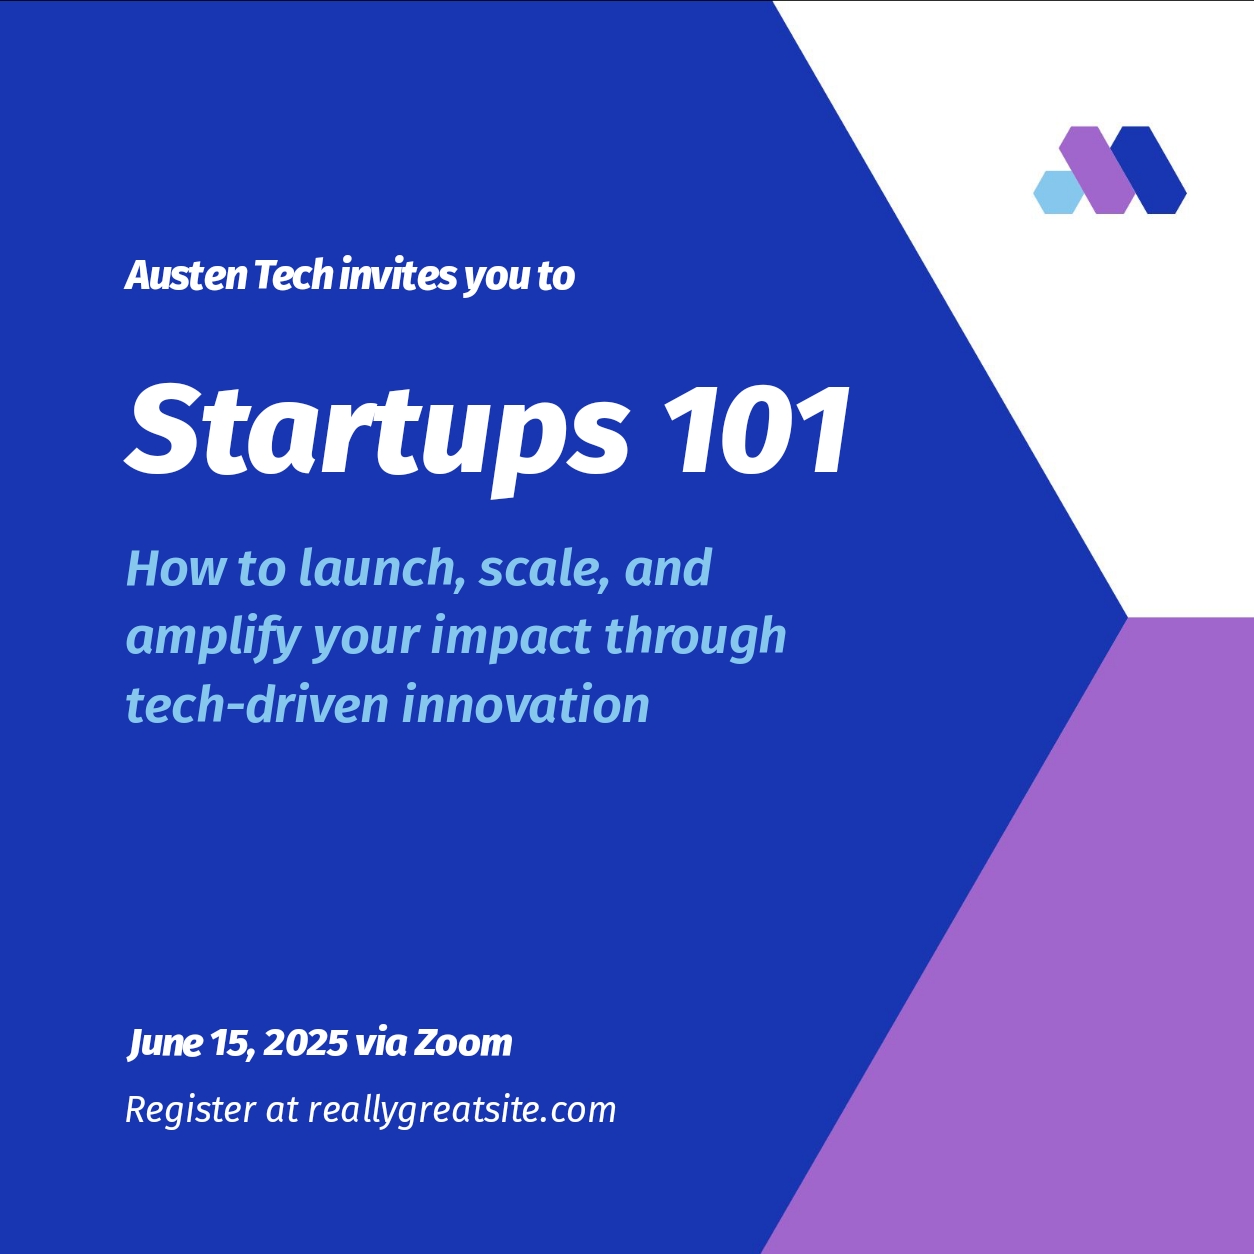 Austen Tech invites you to
Startups 101
How to launch, scale, and
amplify your impact through
tech-driven innovation
June 15, 2025 via Zoom
Register at reallygreatsite.com